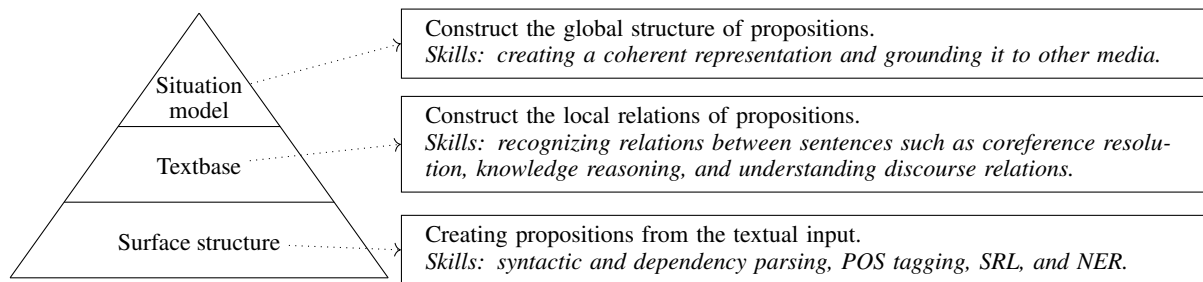 Situation
model
Textbase
Surface structure
Construct the global structure of propositions.
Skills: creating a coherent representation and grounding it to other media.
Construct the local relations of propositions.
Skills: recognizing relations between sentences such as coreference resolu-
tion, knowledge reasoning, and understanding discourse relations.
Creating propositions from the textual input.
Skills: syntactic and dependency parsing, POS tagging, SRL, and NER.